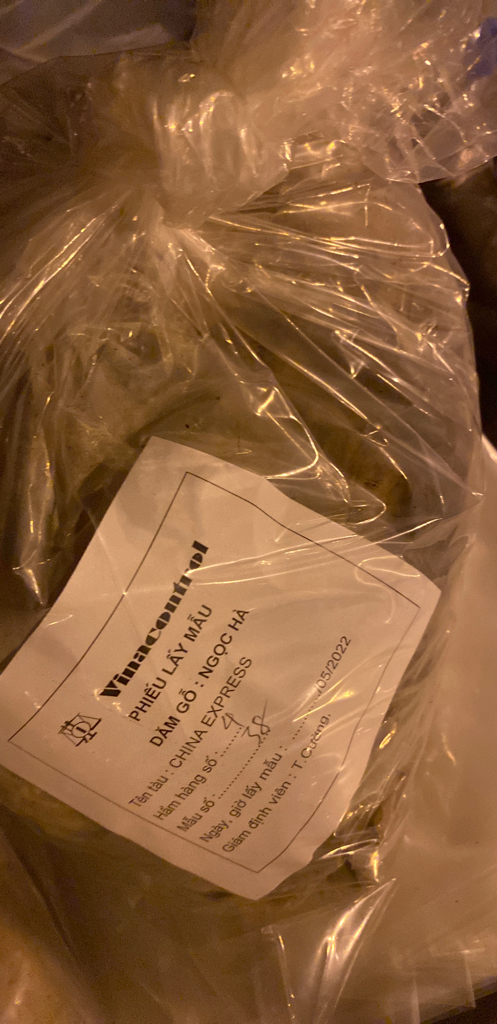 Vinacontrol
PHIẾU LẤY MẪU
DĂM GỖ : NGỌC HÀ
Tên tàu : CHINA EXPRESS
Hầm hàng số : ......4
Mẫu số : ..............38
Ngày, giờ lấy mẫu : ............/05/2022
Giám định viên : T.Cường.